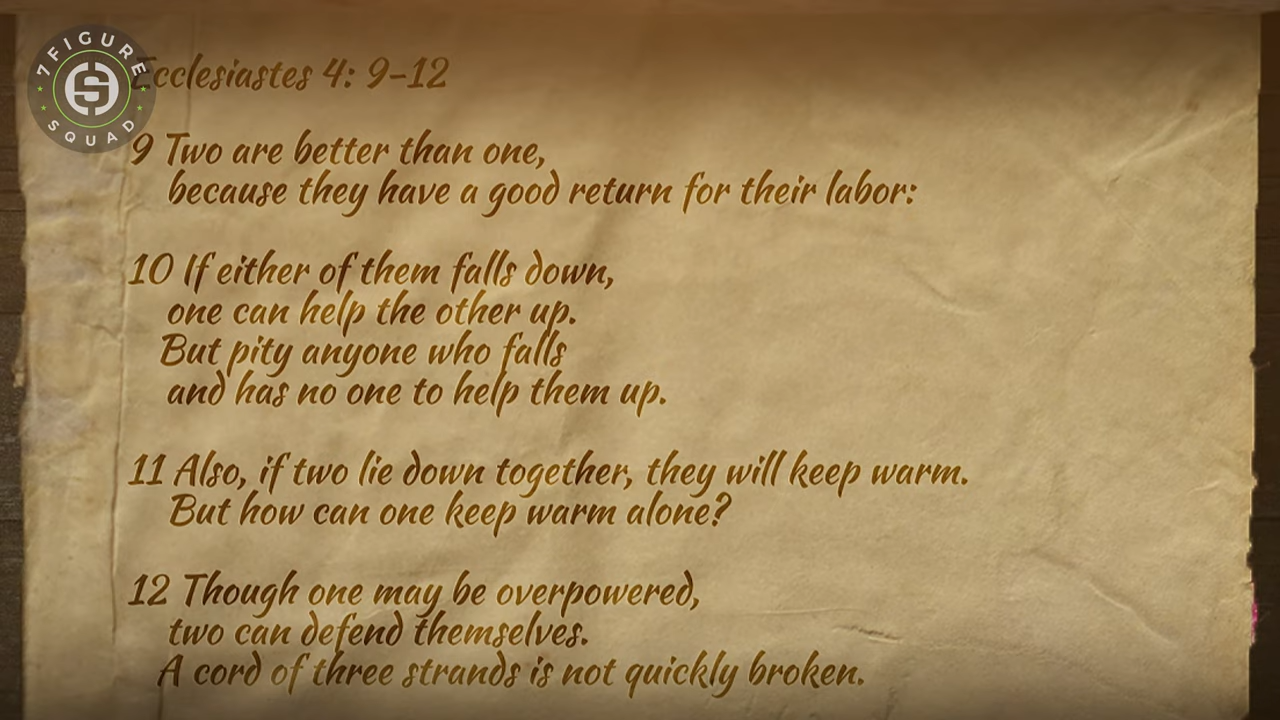 7 FIGURE
SQUAD
Ecclesiastes 4: 9-12
9 Two are better than one,
because they have a good return for their labor:
10 If either of them falls down,
one can help the other up.
But pity anyone who falls
and has no one to help them up.
11 Also, if two lie down together, they will keep warm.
But how can one keep warm alone?
12 Though one may be overpowered,
two can defend themselves.
A cord of three strands is not quickly broken.